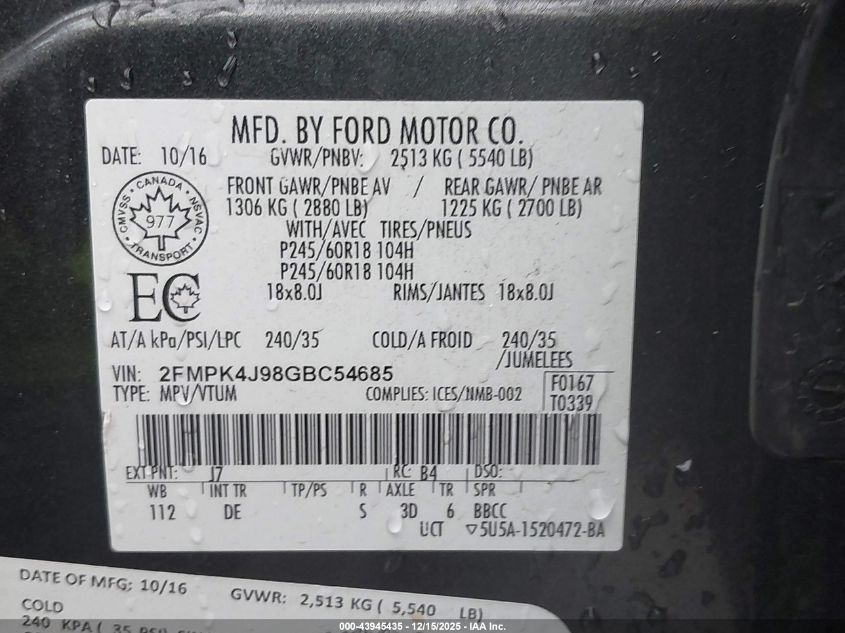 MFD. BY FORD MOTOR CO.
DATE: 10/16 GVWR/PNBV: 2513 KG ( 5540 LB)
FRONT GAWR/PNBE AV / REAR GAWR/ PNBE AR
1306 KG ( 2880 LB) 1225 KG ( 2700 LB)
WITH/AVEC TIRES/PNEUS
P245/60R18 104H
P245/60R18 104H
18x8.0J RIMS/JANTES 18x8.0J
CANADA
CMVSS NSVAC
977
TRANSPORT
EC
AT/A kPa/PSI/LPC 240/35 COLD/A FROID 240/35
/JUMELEES
VIN: 2FMPK4J98GBC54685
TYPE: MPV/VTUM COMPLIES: ICES/NMB-002
F0167
T0339
EXT PNT: J7 RC: B4 DSO:
WB INT TR TP/PS R AXLE TR SPR
112 DE S 3D 6 BBCC
UCT ▽5U5A-1520472-BA
DATE OF MFG: 10/16 GVWR: 2,513 KG ( 5,540 LB)
COLD
240 KPA ( 35
000-43945435 - 12/15/2025 - IAA Inc.